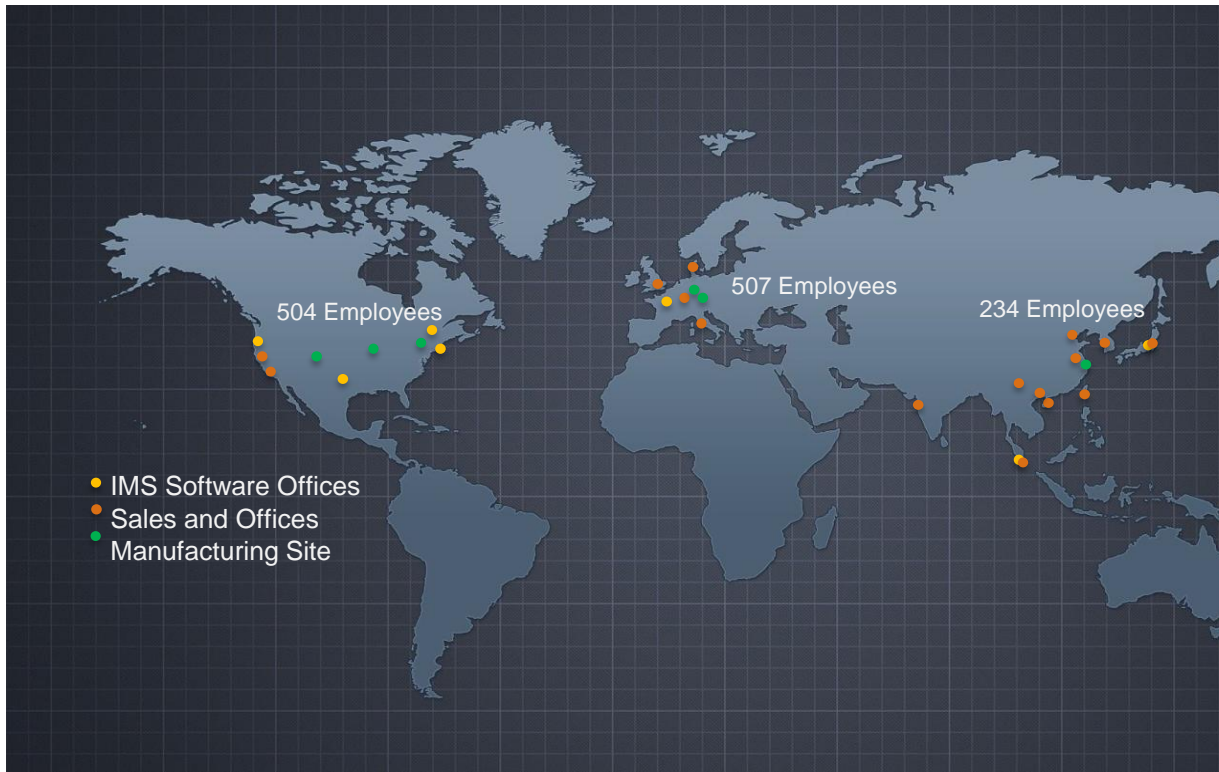 504 Employees
507 Employees
234 Employees
IMS Software Offices
Sales and Offices
Manufacturing Site